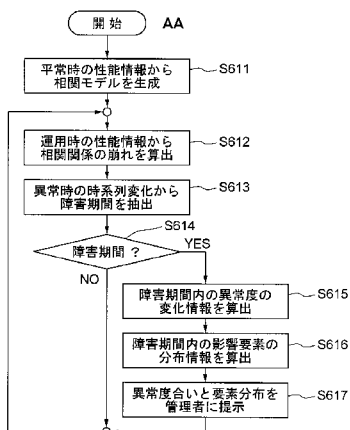 開 始
AA
平常時の性能情報から
相関モデルを生成
S611
運用時の性能情報から
相関関係の崩れを算出
S612
異常時の時系列変化から
障害期間を抽出
S613
S614
障害期間 ?
YES
NO
障害期間内の異常度の
変化情報を算出
S615
障害期間内の影響要素の
分布情報を算出
S616
異常度合いと要素分布を
管理者に提示
S617